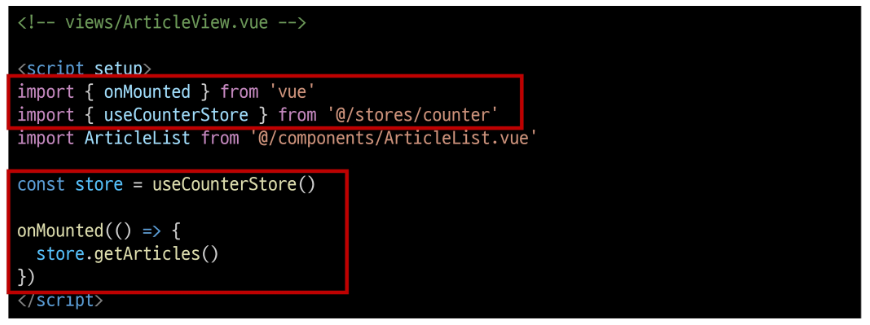 <!-- views/ArticleView.vue -->
<script setup>
import { onMounted } from 'vue'
import { useCounterStore } from '@/stores/counter'
import ArticleList from '@/components/ArticleList.vue'
const store = useCounterStore()
onMounted(() => {
  store.getArticles()
})
</script>